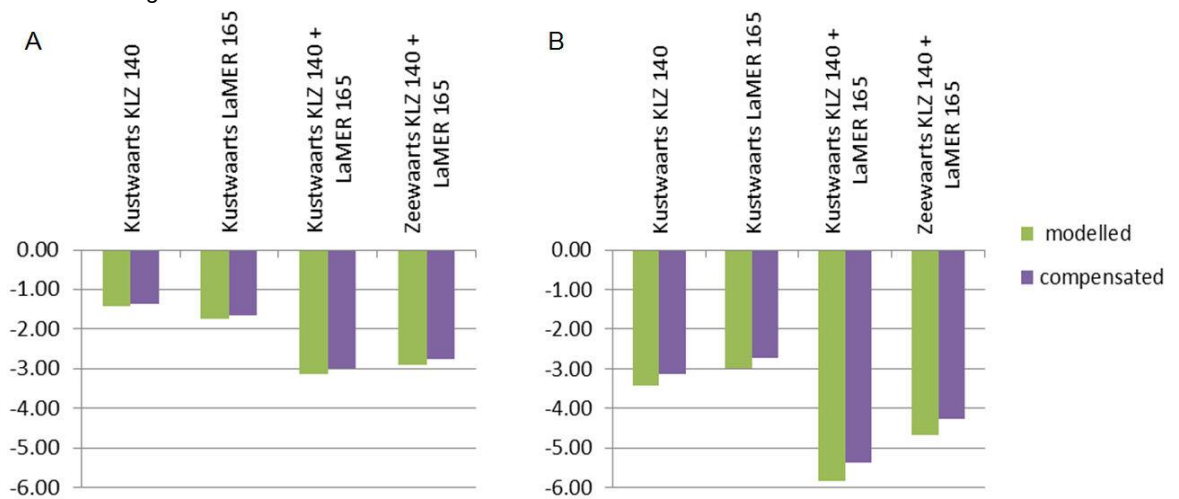 A
Kustwaarts KLZ 140
Kustwaarts LaMER 165
Kustwaarts KLZ 140 +
LaMER 165
Zeewaarts KLZ 140 +
LaMER 165
0.00
-1.00
-2.00
-3.00
-4.00
-5.00
-6.00
B
Kustwaarts KLZ 140
Kustwaarts LaMER 165
Kustwaarts KLZ 140 +
LaMER 165
Zeewaarts KLZ 140 +
LaMER 165
0.00
-1.00
-2.00
-3.00
-4.00
-5.00
-6.00
modelled
compensated